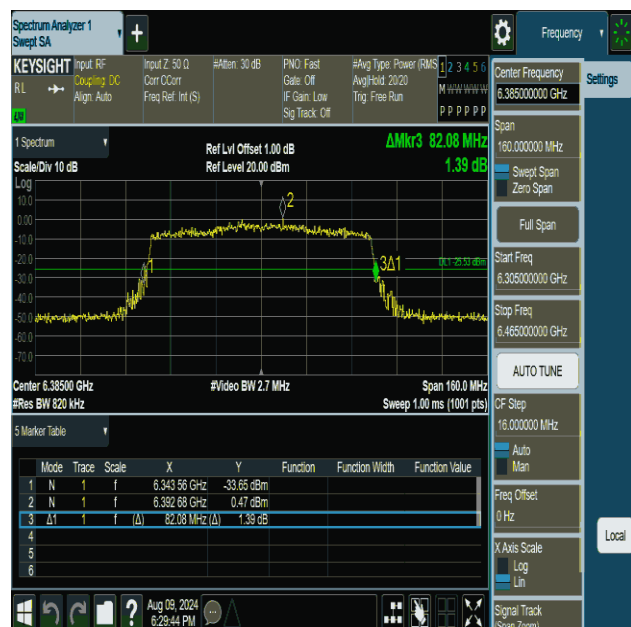 Spectrum Analyzer 1
Swept SA
+
Frequency
KEYSIGHT
RL
Input: RF
Coupling: DC
Align: Auto
Input Z: 50 Ω
Corr CCorr
Freq Ref: Int (S)
#Atten: 30 dB
PNO: Fast
Gate: Off
IF Gain: Low
Sig Track: Off
#Avg Type: Power (RMS
Avg|Hold: 20/20
Trig: Free Run
1 2 3 4 5 6
M W W W W W
P P P P P P
1 Spectrum
Scale/Div 10 dB
Ref Lvl Offset 1.00 dB
Ref Level 20.00 dBm
ΔMkr3 82.08 MHz
1.39 dB
Log
10.0
0.00
-10.0
-20.0
-30.0
-40.0
-50.0
-60.0
-70.0
2
1
3Δ1
DL1 -25.53 dBm
Center 6.38500 GHz
#Video BW 2.7 MHz
Span 160.0 MHz
#Res BW 820 kHz
Sweep 1.00 ms (1001 pts)
5 Marker Table
Mode Trace Scale X Y Function Function Width Function Value
1 N 1 f 6.343 56 GHz -33.65 dBm
2 N 1 f 6.392 68 GHz 0.47 dBm
3 Δ1 1 f (Δ) 82.08 MHz (Δ) 1.39 dB
4
5
6
Aug 09, 2024
6:29:44 PM
Center Frequency
6.385000000 GHz
Settings
Span
160.000000 MHz
Swept Span
Zero Span
Full Span
Start Freq
6.305000000 GHz
Stop Freq
6.465000000 GHz
AUTO TUNE
CF Step
16.000000 MHz
Auto
Man
Freq Offset
0 Hz
X Axis Scale
Log
Lin
Local
Signal Track
(Span Zoom)